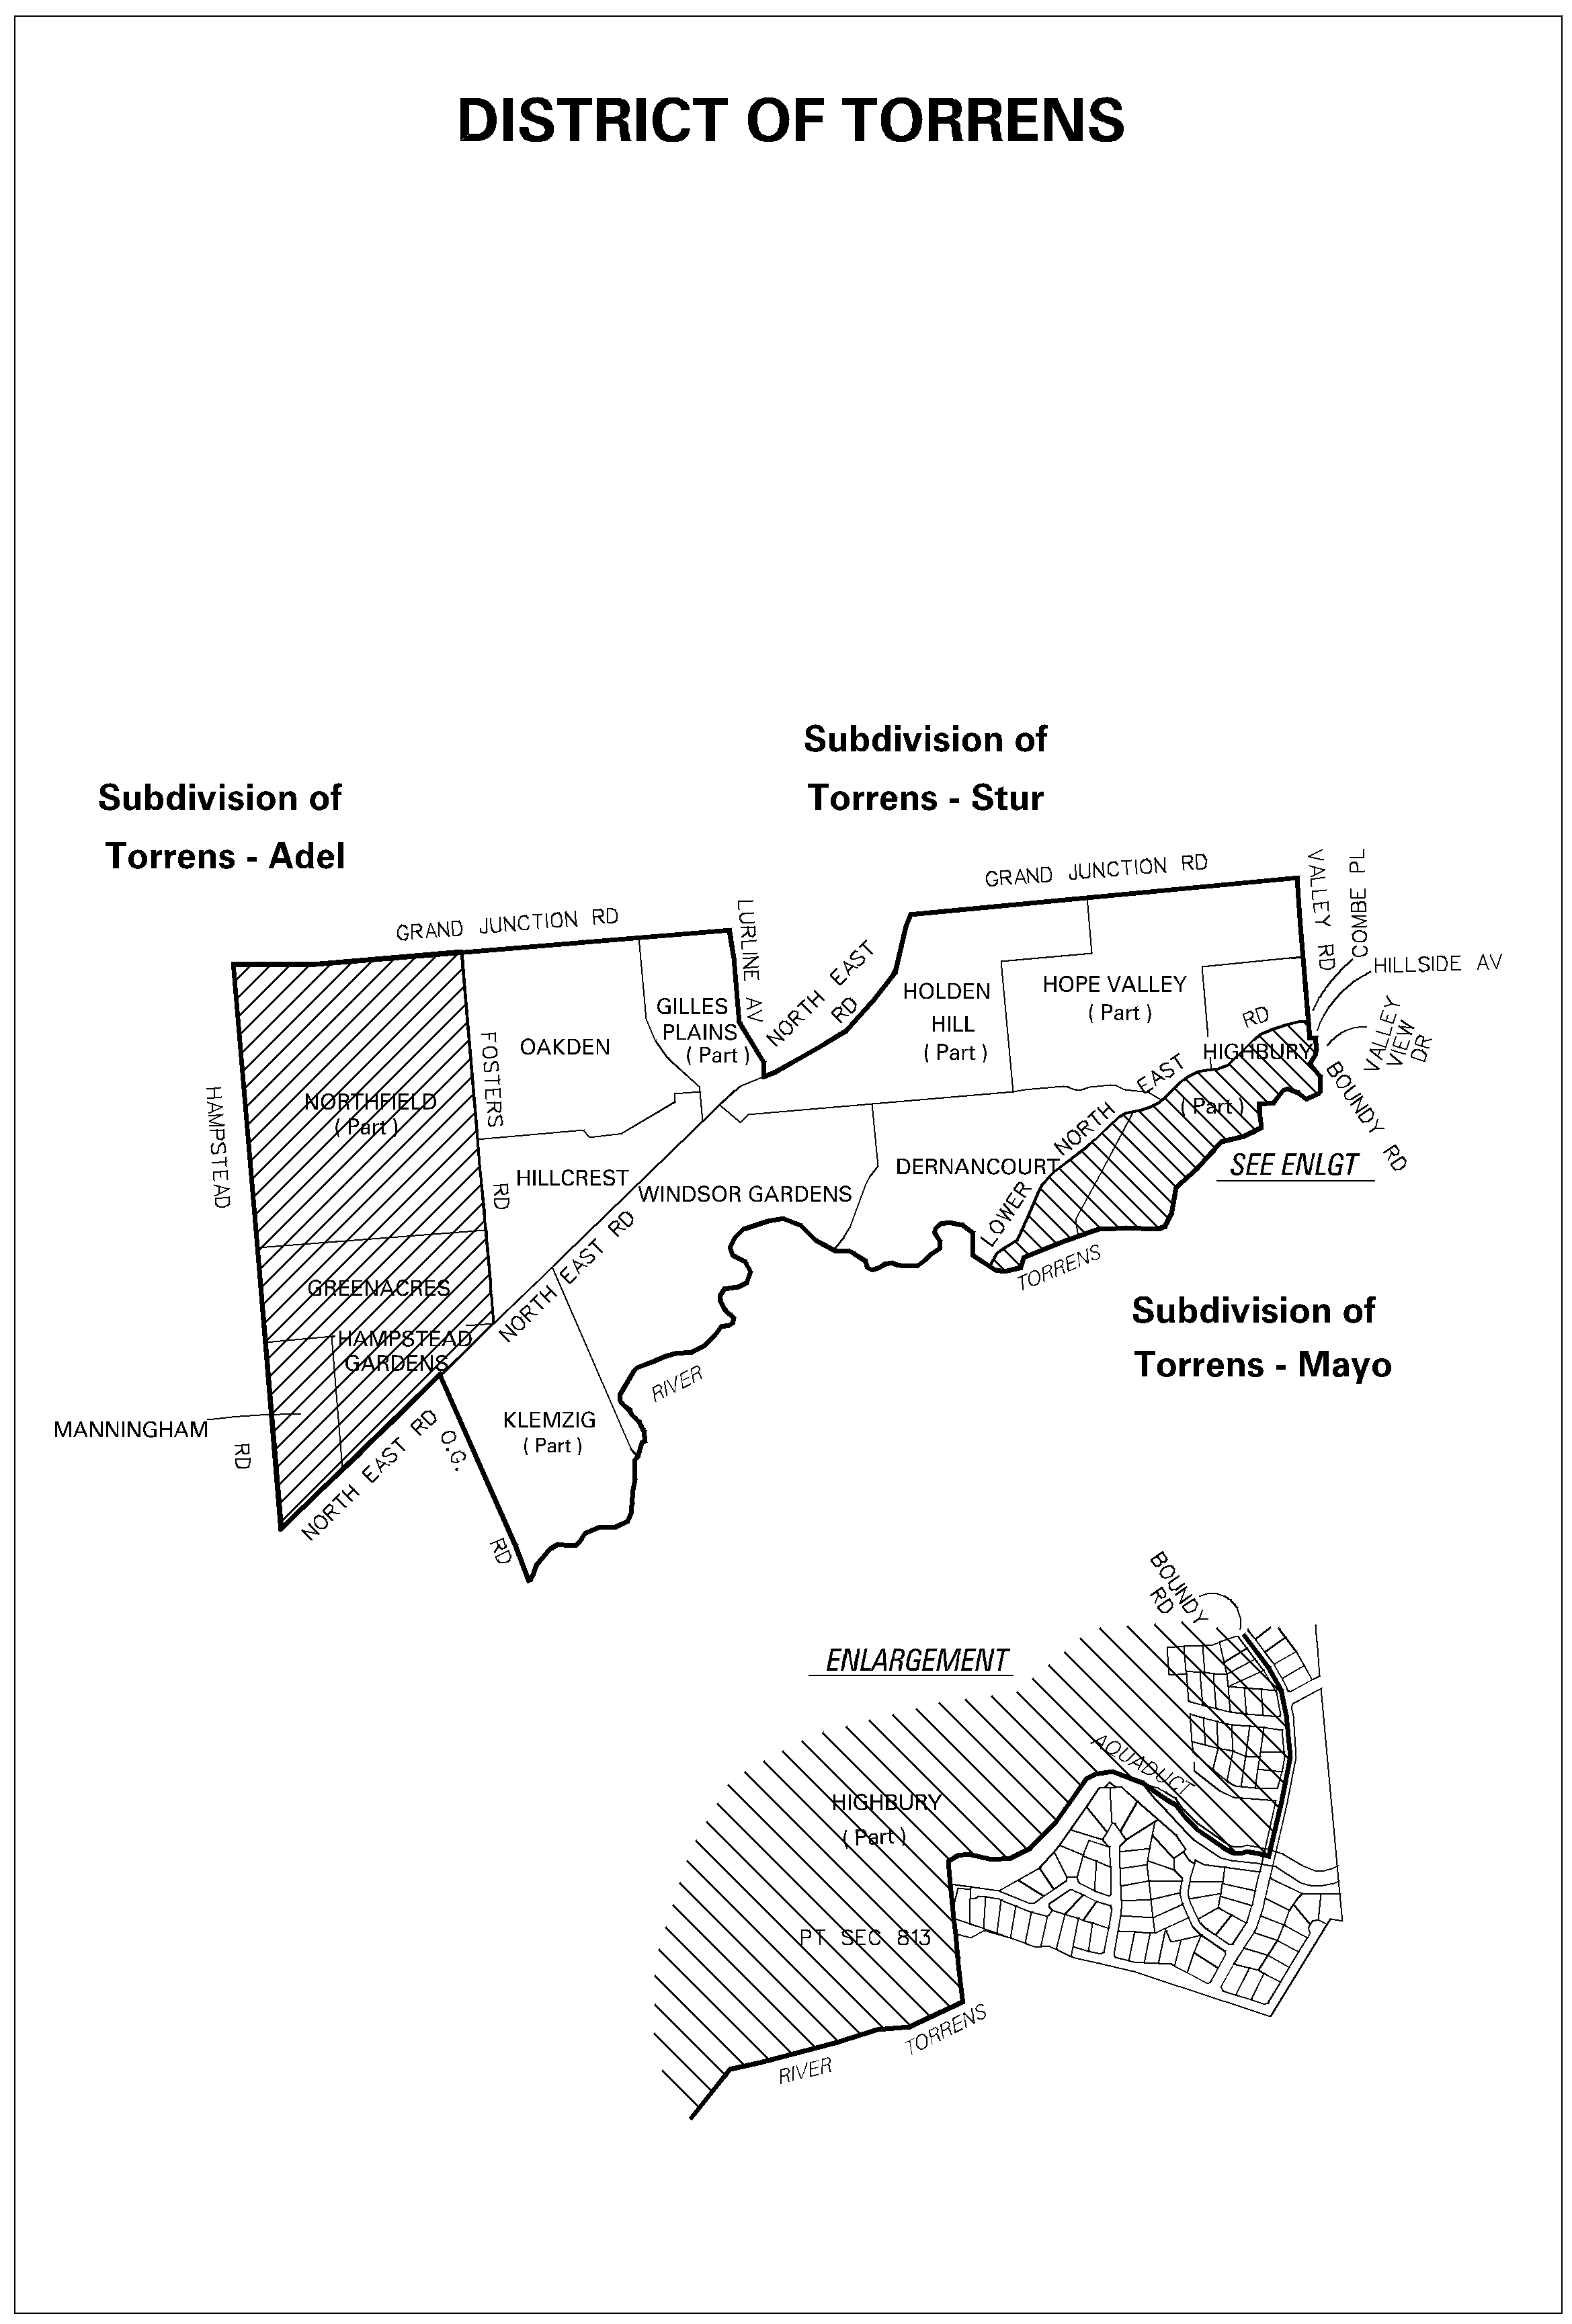 DISTRICT OF TORRENS
Subdivision of
Torrens - Stur
Subdivision of
Torrens - Adel
GRAND JUNCTION RD
VALLEY RD
COMBE PL
HILLSIDE AV
VALLEY
VIEW
DR
BOUNDY RD
GRAND JUNCTION RD
LURLINE AV
NORTH EAST
RD
GILLES
PLAINS
( Part )
HOLDEN
HILL
( Part )
HOPE VALLEY
( Part )
OAKDEN
FOSTERS
RD
HAMPSTEAD
RD
NORTHFIELD
( Part )
HIGHBURY
( Part )
LOWER NORTH EAST RD
SEE ENLGT
DERNANCOURT
HILLCREST
WINDSOR GARDENS
NORTH EAST RD
GREENACRES
HAMPSTEAD
GARDENS
TORRENS
RIVER
Subdivision of
Torrens - Mayo
MANNINGHAM
KLEMZIG
( Part )
NORTH EAST RD
O.G.
RD
BOUNDY
RD
ENLARGEMENT
AQUADUCT
HIGHBURY
( Part )
PT SEC 813
RIVER
TORRENS